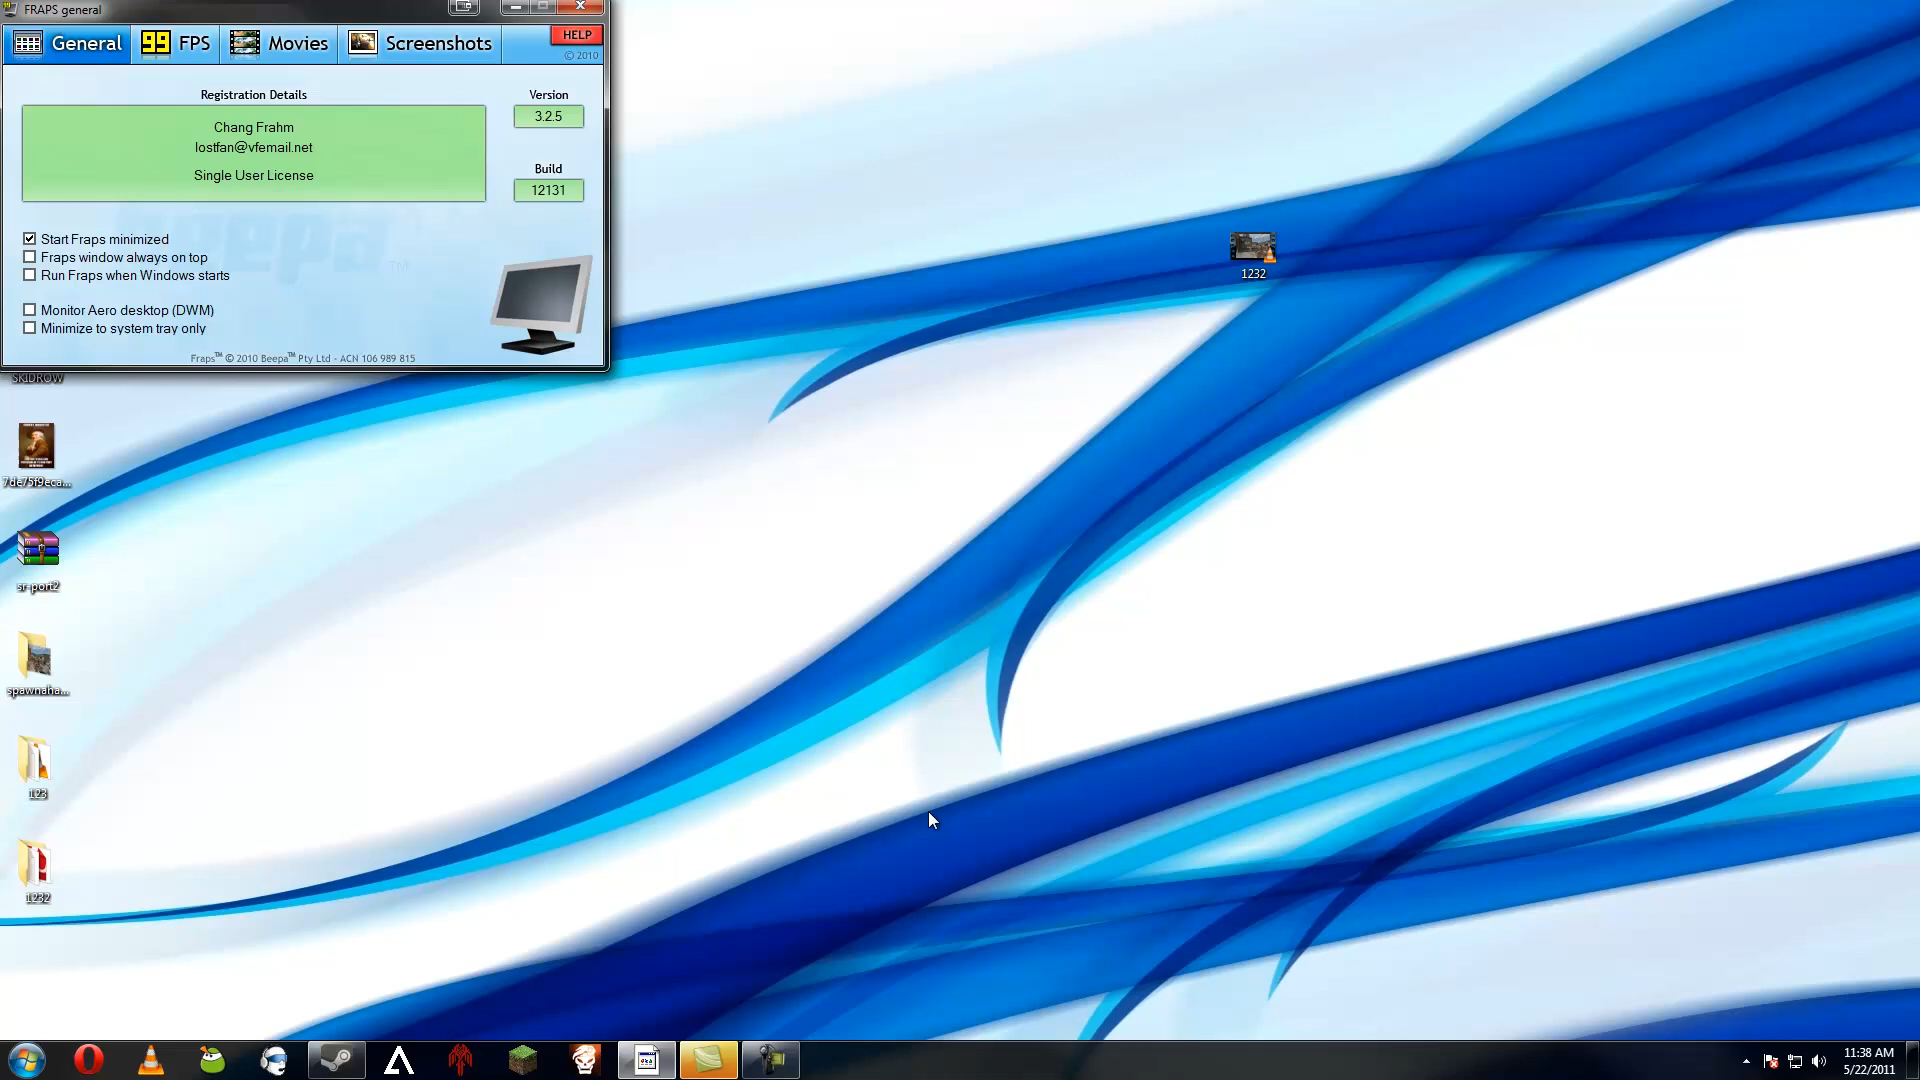 FRAPS general
General
99
FPS
Movies
Screenshots
HELP
© 2010
Registration Details
Version
Chang Frahm
lostfan@vfemail.net
Single User License
3.2.5
Build
12131
beepa
TM
Start Fraps minimized
Fraps window always on top
Run Fraps when Windows starts
Monitor Aero desktop (DWM)
Minimize to system tray only
Fraps™ © 2010 Beepa™ Pty Ltd - ACN 106 989 815
SKIDROW
7de75f9eca...
sr-port2
spawnaha...
123
1232
1232
11:38 AM
5/22/2011